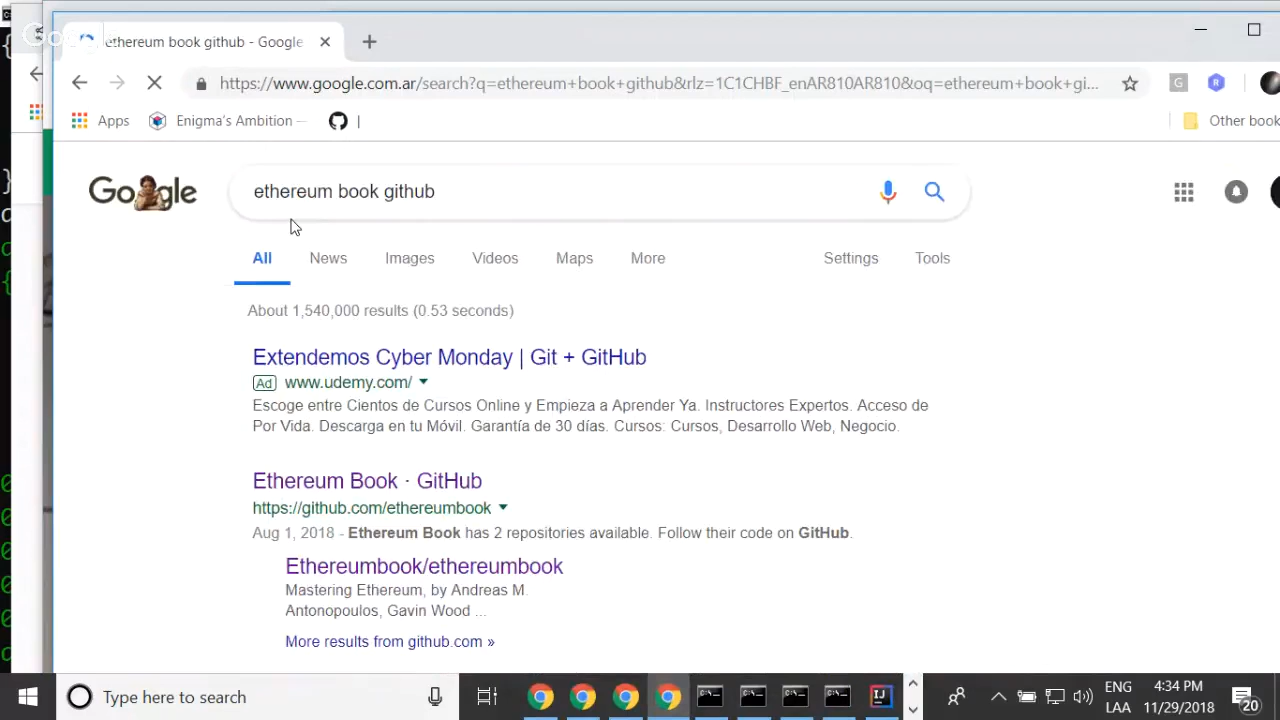 ethereum book github - Google
https://www.google.com.ar/search?q=ethereum+book+github&rlz=1C1CHBF_enAR810AR810&oq=ethereum+book+gi...
Apps Enigma's Ambition — | Other book
Google
ethereum book github
All News Images Videos Maps More Settings Tools
About 1,540,000 results (0.53 seconds)
Extendemos Cyber Monday | Git + GitHub
Ad www.udemy.com/
Escoge entre Cientos de Cursos Online y Empieza a Aprender Ya. Instructores Expertos. Acceso de
Por Vida. Descarga en tu Móvil. Garantía de 30 días. Cursos: Cursos, Desarrollo Web, Negocio.
Ethereum Book · GitHub
https://github.com/ethereumbook
Aug 1, 2018 - Ethereum Book has 2 repositories available. Follow their code on GitHub.
Ethereumbook/ethereumbook
Mastering Ethereum, by Andreas M.
Antonopoulos, Gavin Wood ...
More results from github.com »
Type here to search
ENG 4:34 PM
LAA 11/29/2018 20